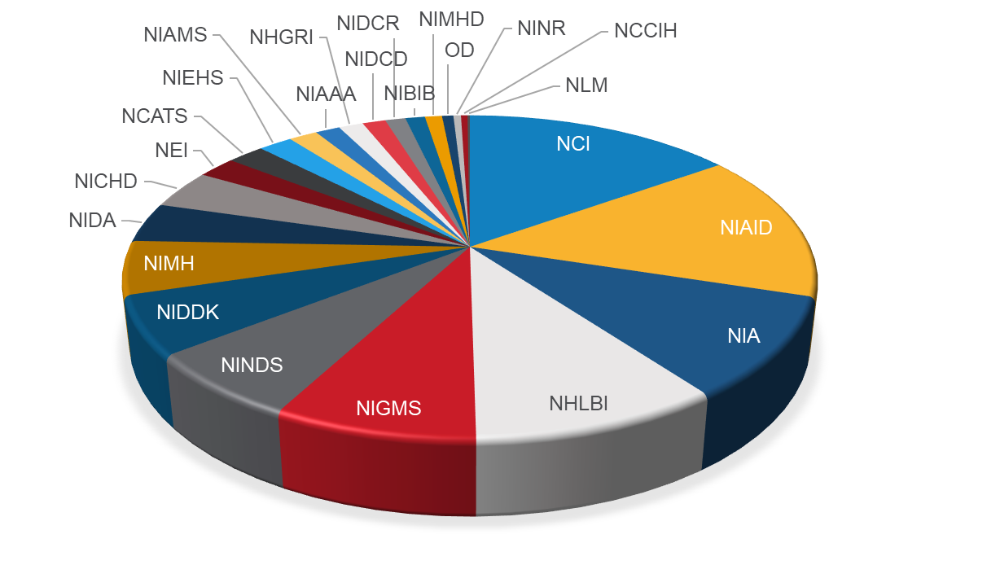 NIDCR
NIMHD
NINR
NCCIH
NIAMS
NHGRI
OD
NIDCD
NIEHS
NLM
NIAAA
NIBIB
NCATS
NCI
NEI
NICHD
NIDA
NIAID
NIMH
NIDDK
NIA
NINDS
NHLBI
NIGMS